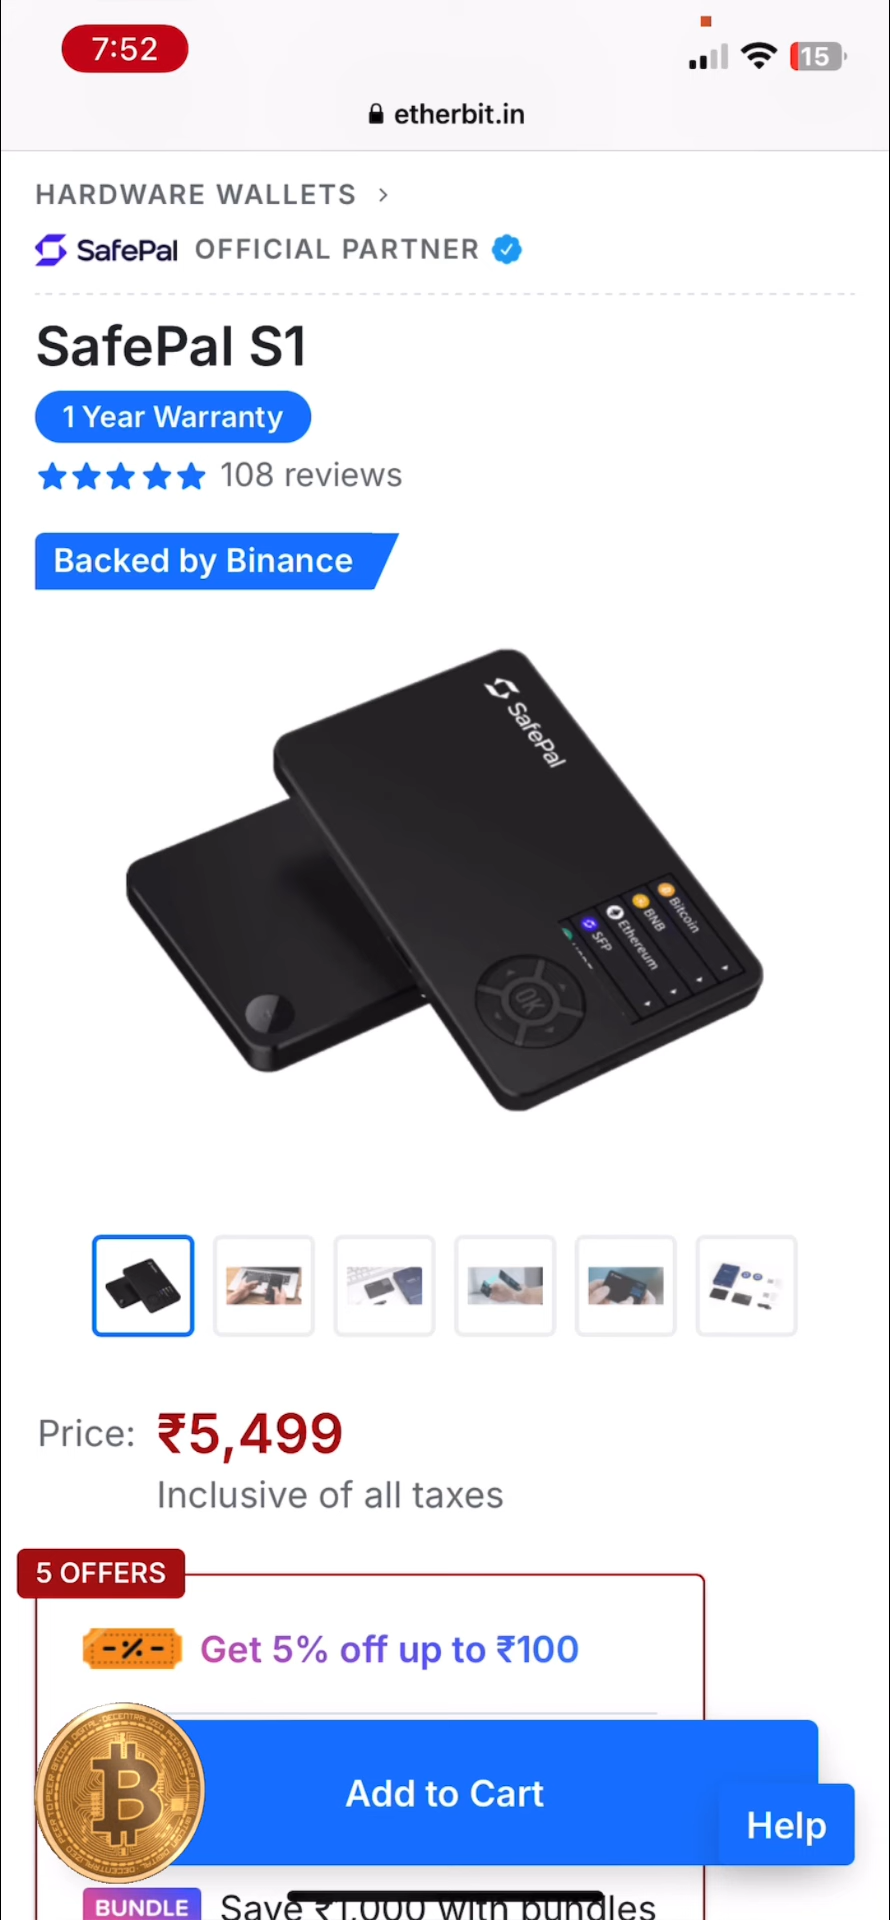 7:52
15
etherbit.in
HARDWARE WALLETS >
SafePal OFFICIAL PARTNER
SafePal S1
1 Year Warranty
108 reviews
Backed by Binance
SafePal
Bitcoin
BNB
Ethereum
SFP
OK
Price: ₹5,499
Inclusive of all taxes
5 OFFERS
-%- Get 5% off up to ₹100
Add to Cart
Help
BUNDLE Save ₹1,000 with bundles